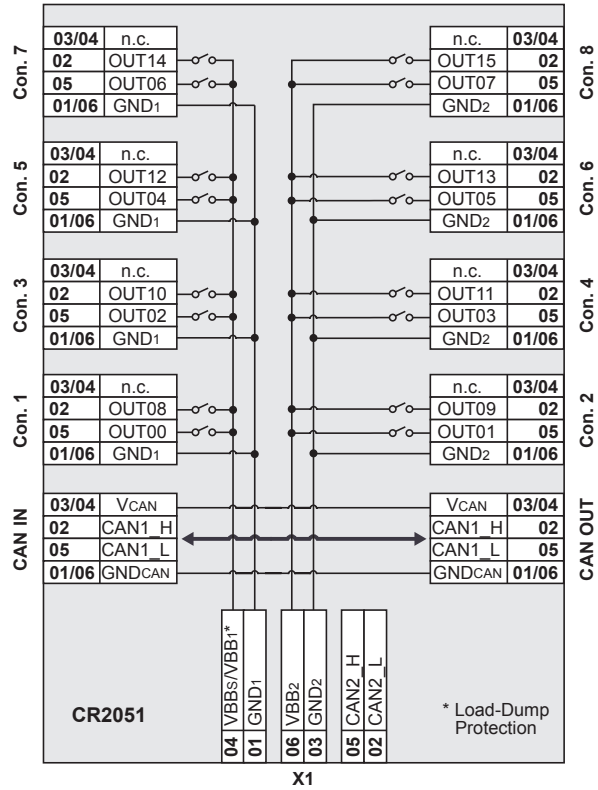 Con. 7
03/04 n.c.
02 OUT14
05 OUT06
01/06 GND1
n.c. 03/04
OUT15 02
OUT07 05
GND2 01/06
Con. 8
Con. 5
03/04 n.c.
02 OUT12
05 OUT04
01/06 GND1
n.c. 03/04
OUT13 02
OUT05 05
GND2 01/06
Con. 6
Con. 3
03/04 n.c.
02 OUT10
05 OUT02
01/06 GND1
n.c. 03/04
OUT11 02
OUT03 05
GND2 01/06
Con. 4
Con. 1
03/04 n.c.
02 OUT08
05 OUT00
01/06 GND1
n.c. 03/04
OUT09 02
OUT01 05
GND2 01/06
Con. 2
CAN IN
03/04 VCAN
02 CAN1_H
05 CAN1_L
01/06 GNDCAN
VCAN 03/04
CAN1_H 02
CAN1_L 05
GNDCAN 01/06
CAN OUT
CR2051
04 VBBS/VBB1*
01 GND1
06 VBB2
03 GND2
05 CAN2_H
02 CAN2_L
* Load-Dump
Protection
X1